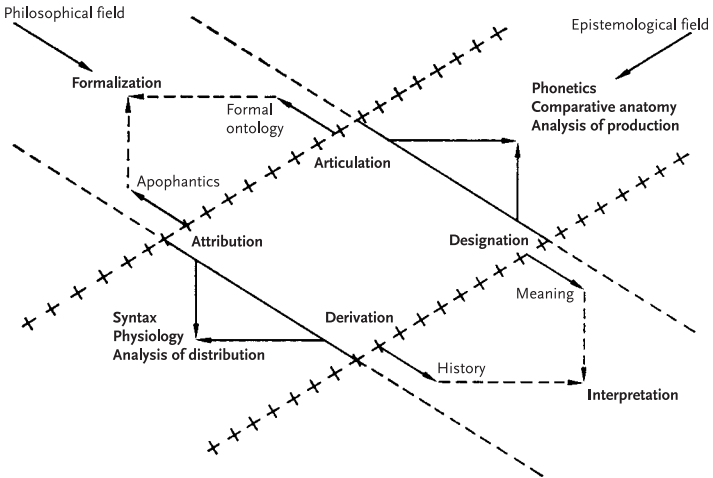 Philosophical field
Epistemological field
Formalization
Phonetics
Comparative anatomy
Analysis of production
Formal
ontology
Articulation
Apophantics
Attribution
Designation
Meaning
Syntax
Physiology
Analysis of distribution
Derivation
History
Interpretation